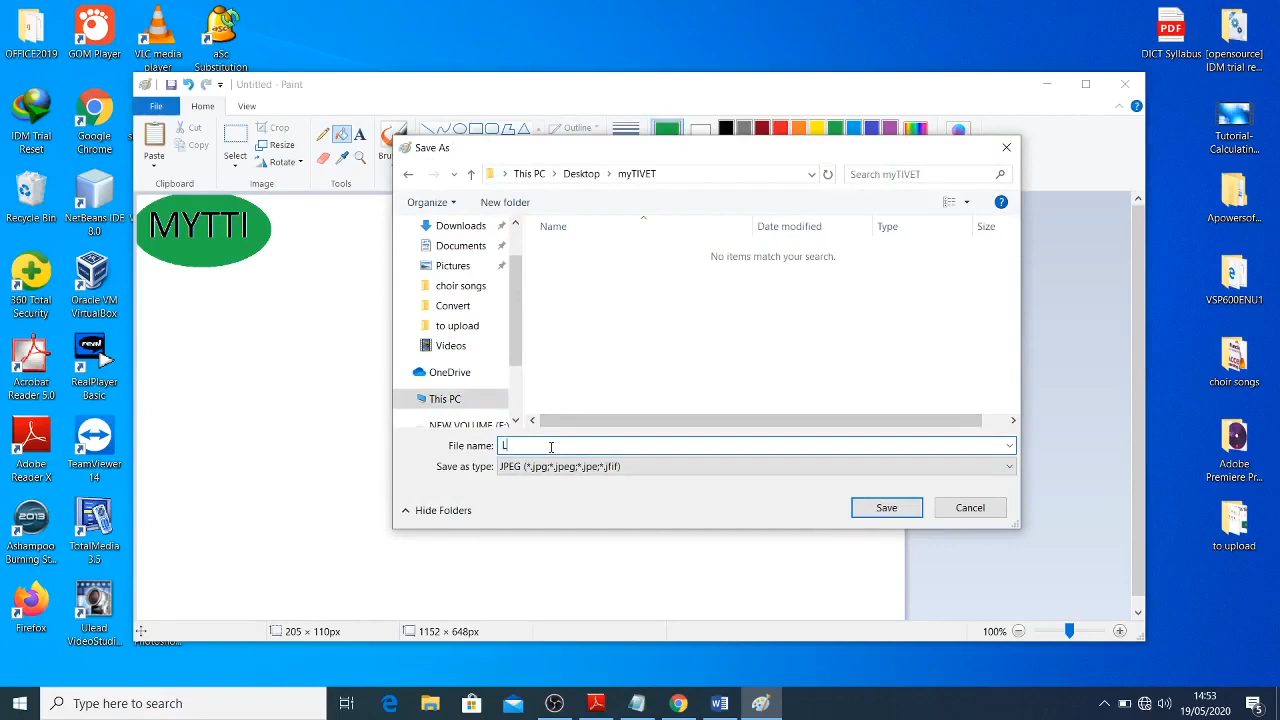 OFFICE2019
GOM Player
VLC media
player
aSc
Substitution
DICT Syllabus
[opensource]
IDM trial re...
IDM Trial
Reset
Google
Chrome
Recycle Bin
NetBeans IDE
8.0
360 Total
Security
Oracle VM
VirtualBox
Acrobat
Reader 5.0
RealPlayer
Basic
Adobe
Reader X
TeamViewer
14
Ashampoo
Burning St...
TotalMedia
3.5
Firefox
Ulead
VideoStudi...
Tutorial-
Calculatin...
Apowersof...
VSP600ENU1
choir songs
Adobe
Premiere Pr...
to upload
Untitled - Paint
File
Home
View
Paste
Cut
Copy
Clipboard
Select
Crop
Resize
Rotate
Image
Tools
Outline
MYTTI
Save As
This PC > Desktop > myTIVET
Search myTIVET
Organize
New folder
Name
Date modified
Type
Size
No items match your search.
Downloads
Documents
Pictures
choir songs
Convert
to upload
Videos
OneDrive
This PC
NEW VOLUME (F:)
File name: L
Save as type: JPEG (*.jpg;*.jpeg;*.jpe;*.jfif)
Hide Folders
Save
Cancel
205 × 110px
1152 × 648px
100%
Type here to search
14:53
19/05/2020
5